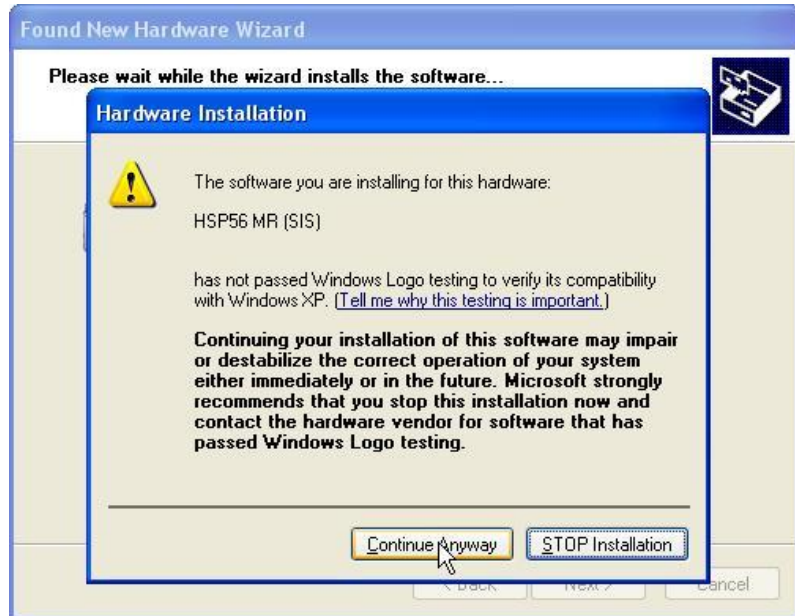 Found New Hardware Wizard
Please wait while the wizard installs the software...
Hardware Installation
The software you are installing for this hardware:
HSP56 MR (SIS)
has not passed Windows Logo testing to verify its compatibility
with Windows XP. (Tell me why this testing is important.)
Continuing your installation of this software may impair
or destabilize the correct operation of your system
either immediately or in the future. Microsoft strongly
recommends that you stop this installation now and
contact the hardware vendor for software that has
passed Windows Logo testing.
Continue Anyway STOP Installation
< Back Next > Cancel